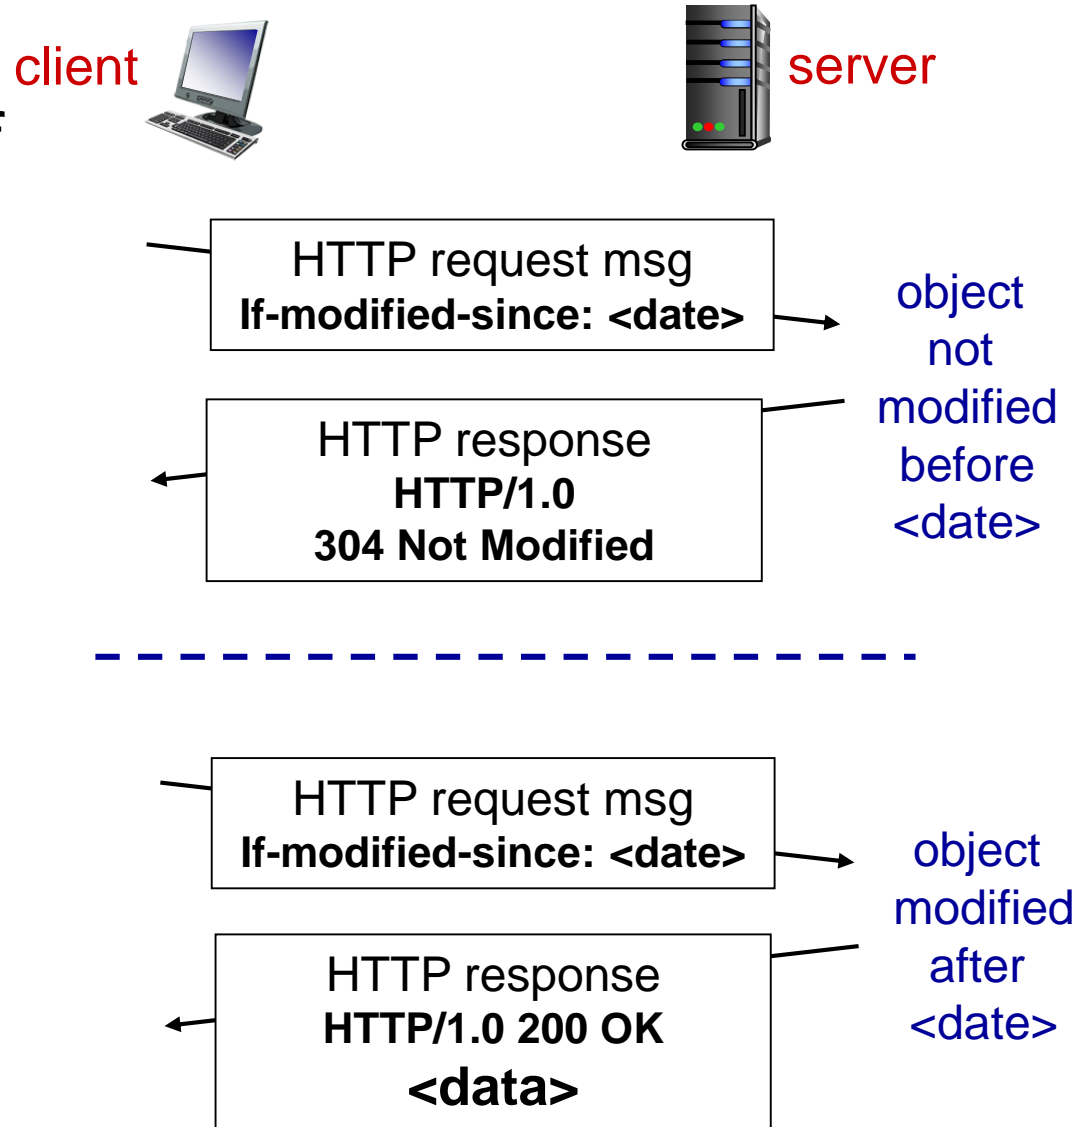 client
server
HTTP request msg
If-modified-since: <date>
object
not
modified
before
<date>
HTTP response
HTTP/1.0
304 Not Modified
HTTP request msg
If-modified-since: <date>
object
modified
after
<date>
HTTP response
HTTP/1.0 200 OK
<data>